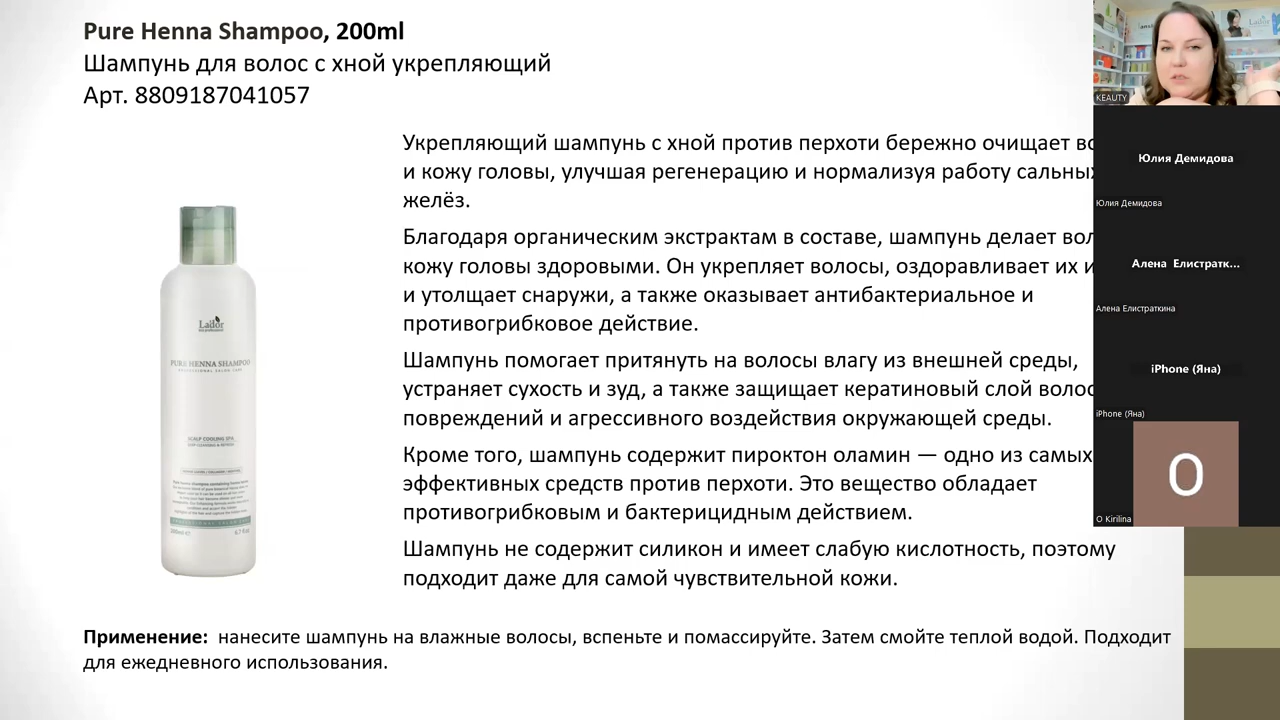 Pure Henna Shampoo, 200ml
Шампунь для волос с хной укрепляющий
Арт. 8809187041057
Укрепляющий шампунь с хной против перхоти бережно очищает
и кожу головы, улучшая регенерацию и нормализуя работу
желёз.
Благодаря органическим экстрактам в составе, шампунь делает
кожу головы здоровыми. Он укрепляет волосы, оздоравливает их
и утолщает снаружи, а также оказывает антибактериальное и
противогрибковое действие.
Шампунь помогает притянуть на волосы влагу из внешней среды,
устраняет сухость и зуд, а также защищает кератиновый слой
повреждений и агрессивного воздействия окружающей среды.
Кроме того, шампунь содержит пироктон оламин — одно из самых
эффективных средств против перхоти. Это вещество обладает
противогрибковым и бактерицидным действием.
Шампунь не содержит силикон и имеет слабую кислотность, поэтому
подходит даже для самой чувствительной кожи.
Применение: нанесите шампунь на влажные волосы, вспеньте и помассируйте. Затем смойте теплой водой. Подходит
для ежедневного использования.
Lador
PURE HENNA SHAMPOO
PROFESSIONAL SALON CARE
SCALP COOLING SPA
Lador
KEAUTY
Юлия Демидова
Юлия Демидова
Алена Елистратк...
Алена Елистраткина
iPhone (Яна)
iPhone (Яна)
O
O Kirilina